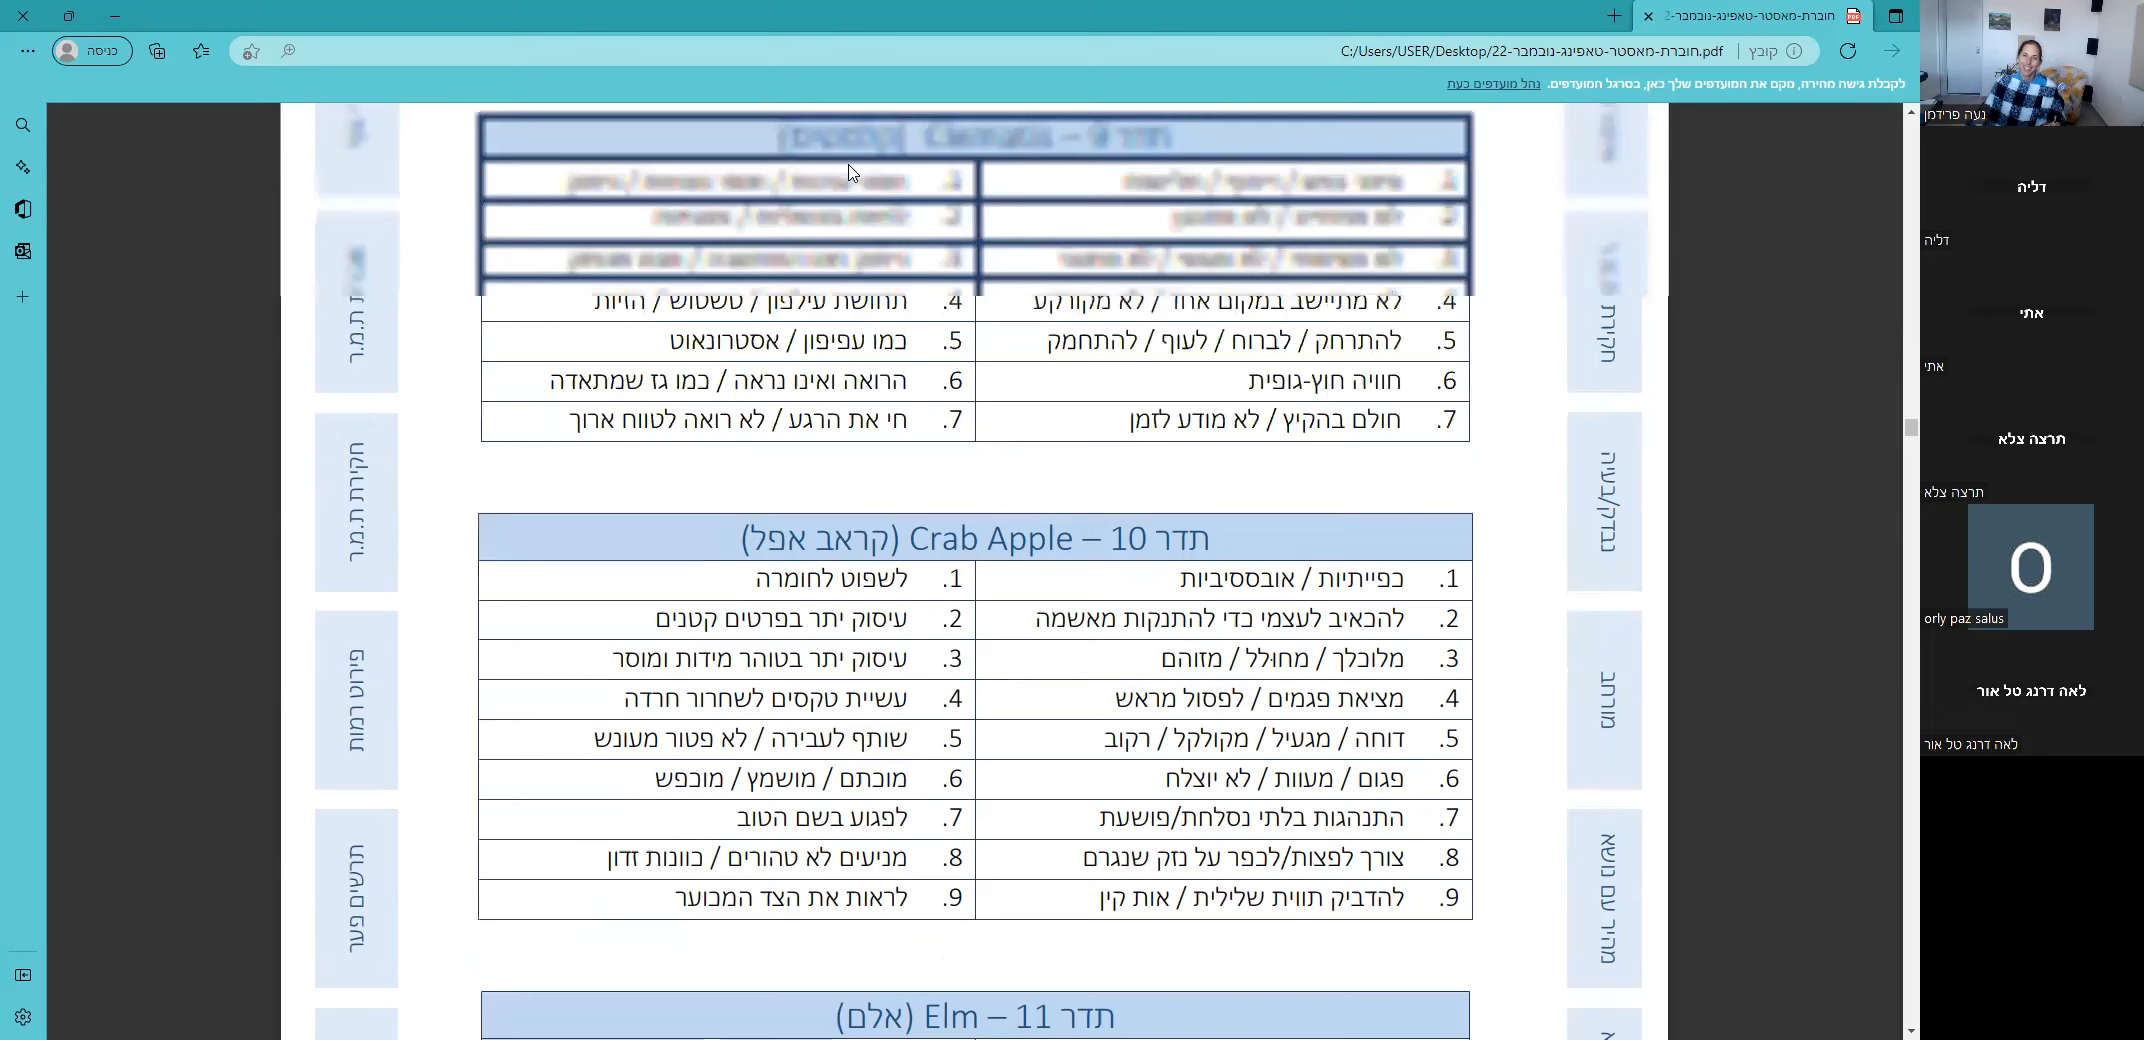 חוברת-מאסטר-טאפינג-נובמבר-2
כניסה
קובץ
C:/Users/USER/Desktop/חוברת-מאסטר-טאפינג-נובמבר-22.pdf
לקבלת גישה מהירה, מקם את המועדפים שלך כאן, בסרגל המועדפים. נהל מועדפים כעת
4. לא מתיישב במקום אחד / לא מקורקע
4. תחושת עילפון / טשטוש / הזיות
5. להתרחק / לברוח / לעוף / להתחמק
5. כמו עפיפון / אסטרונאוט
6. חוויה חוץ-גופית
6. הרואה ואינו נראה / כמו גז שמתאדה
7. חולם בהקיץ / לא מודע לזמן
7. חי את הרגע / לא רואה לטווח ארוך
תדר 10 – Crab Apple (קראב אפל)
1. כפייתיות / אובססיביות
1. לשפוט לחומרה
2. להכאיב לעצמי כדי להתנקות מאשמה
2. עיסוק יתר בפרטים קטנים
3. מלוכלך / מחולל / מזוהם
3. עיסוק יתר בטוהר מידות ומוסר
4. מציאת פגמים / לפסול מראש
4. עשיית טקסים לשחרור חרדה
5. דוחה / מגעיל / מקולקל / רקוב
5. שותף לעבירה / לא פטור מעונש
6. פגום / מעוות / לא יוצלח
6. מוכתם / מושמץ / מוכפש
7. התנהגות בלתי נסלחת/פושעת
7. לפגוע בשם הטוב
8. צורך לפצות/לכפר על נזק שנגרם
8. מניעים לא טהורים / כוונות זדון
9. להדביק תווית שלילית / אות קין
9. לראות את הצד המכוער
תדר 11 – Elm (אלם)
חקירת
נבדק/בעיה
מורחב
מהיר עם נושא
א
ת.מ.ר
חקירת ת.מ.ר
פירוט רמות
תרשים פער
נעה פרידמן
דליה
דליה
אתי
אתי
תרצה צלא
תרצה צלא
O
orly paz salus
לאה דרנג טל אור
לאה דרנג טל אור